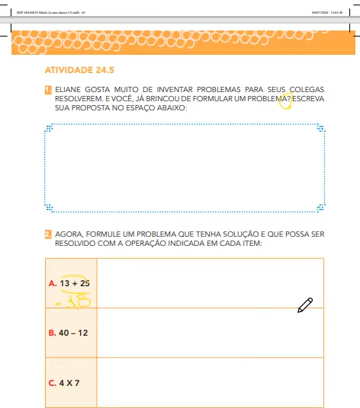 ATIVIDADE 24.5
1. ELIANE GOSTA MUITO DE INVENTAR PROBLEMAS PARA SEUS COLEGAS
RESOLVEREM. E VOCÊ, JÁ BRINCOU DE FORMULAR UM PROBLEMA? ESCREVA
SUA PROPOSTA NO ESPAÇO ABAIXO:
2. AGORA, FORMULE UM PROBLEMA QUE TENHA SOLUÇÃO E QUE POSSA SER
RESOLVIDO COM A OPERAÇÃO INDICADA EM CADA ITEM:
A. 13 + 25
B. 40 – 12
C. 4 X 7